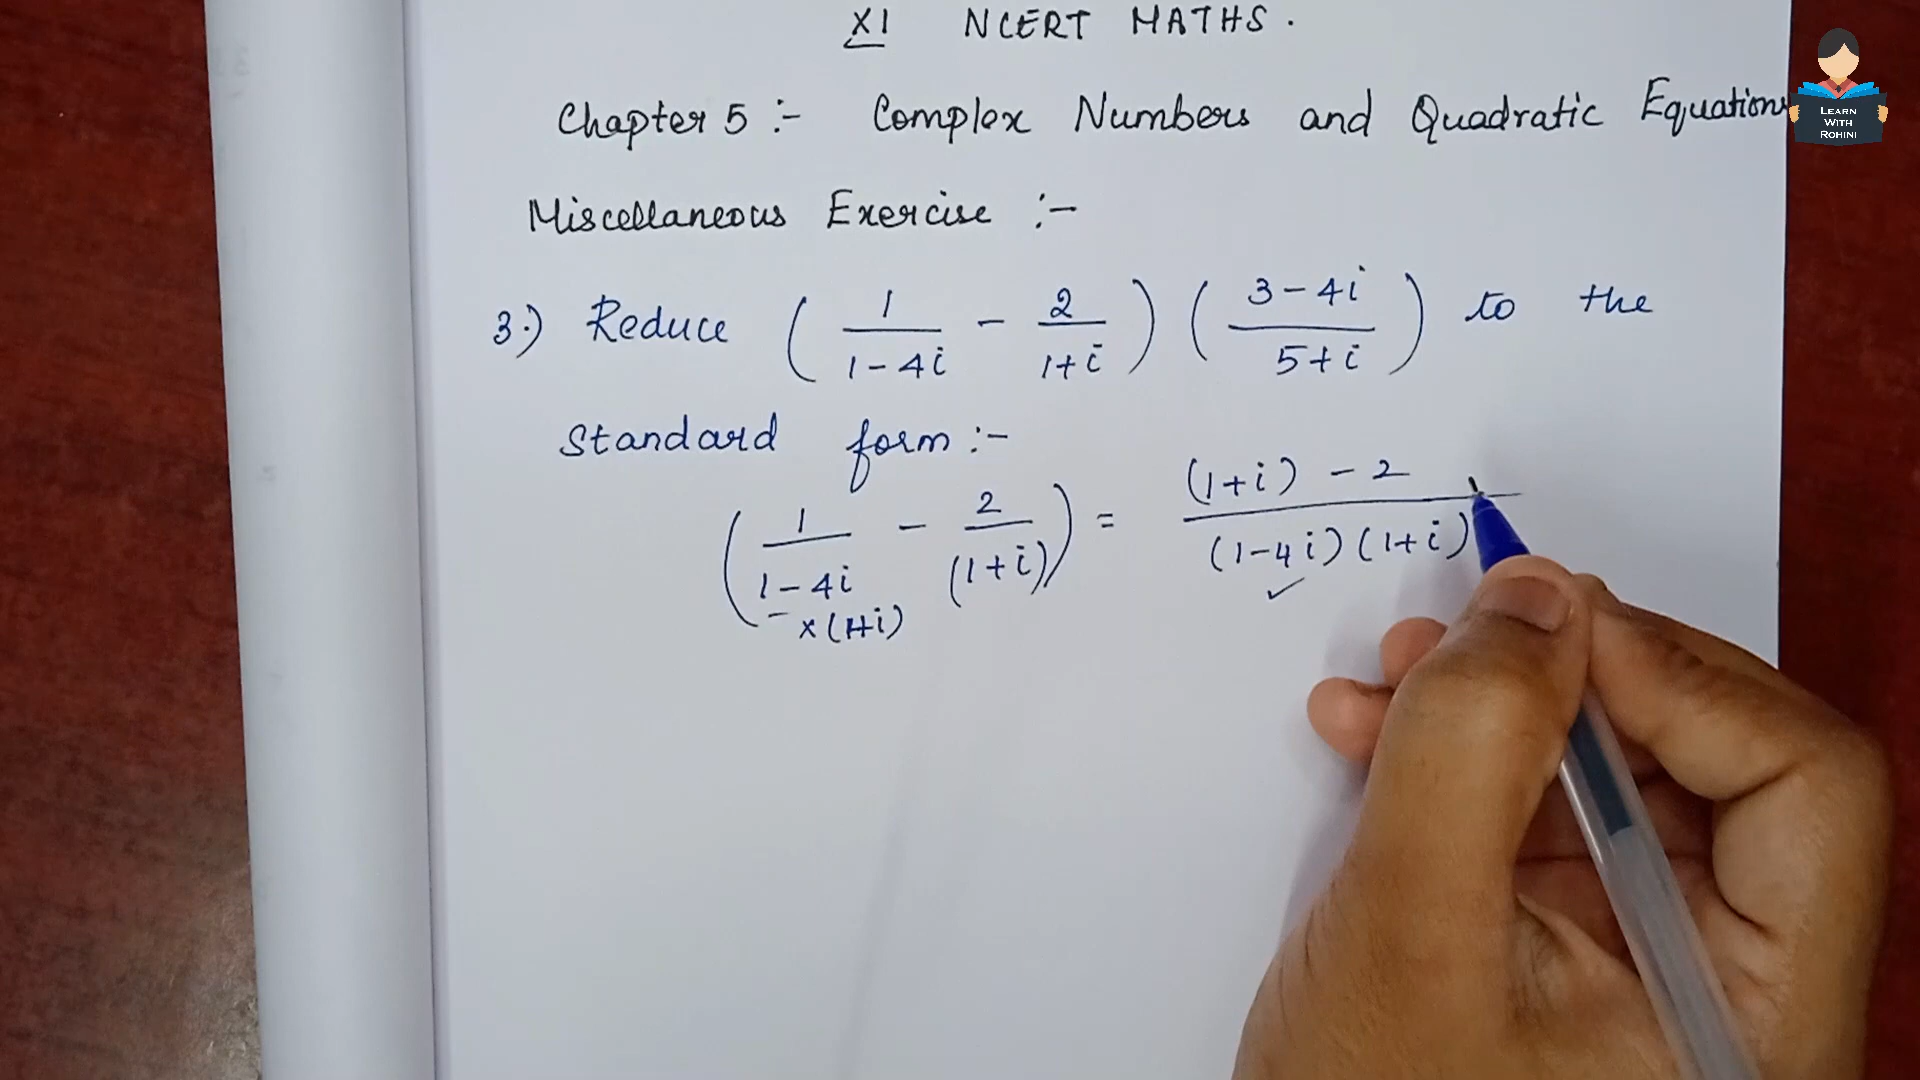 XI NCERT MATHS.
Chapter 5 :- Complex Numbers and Quadratic Equations
LEARN
WITH
ROHINI
Miscellaneous Exercise :-
3.) Reduce (1/(1-4i) - 2/(1+i)) ((3-4i)/(5+i)) to the
Standard form :-
(1/(1-4i) - 2/(1+i)) = ((1+i) - 2)/((1-4i)(1+i))
×(1+i)